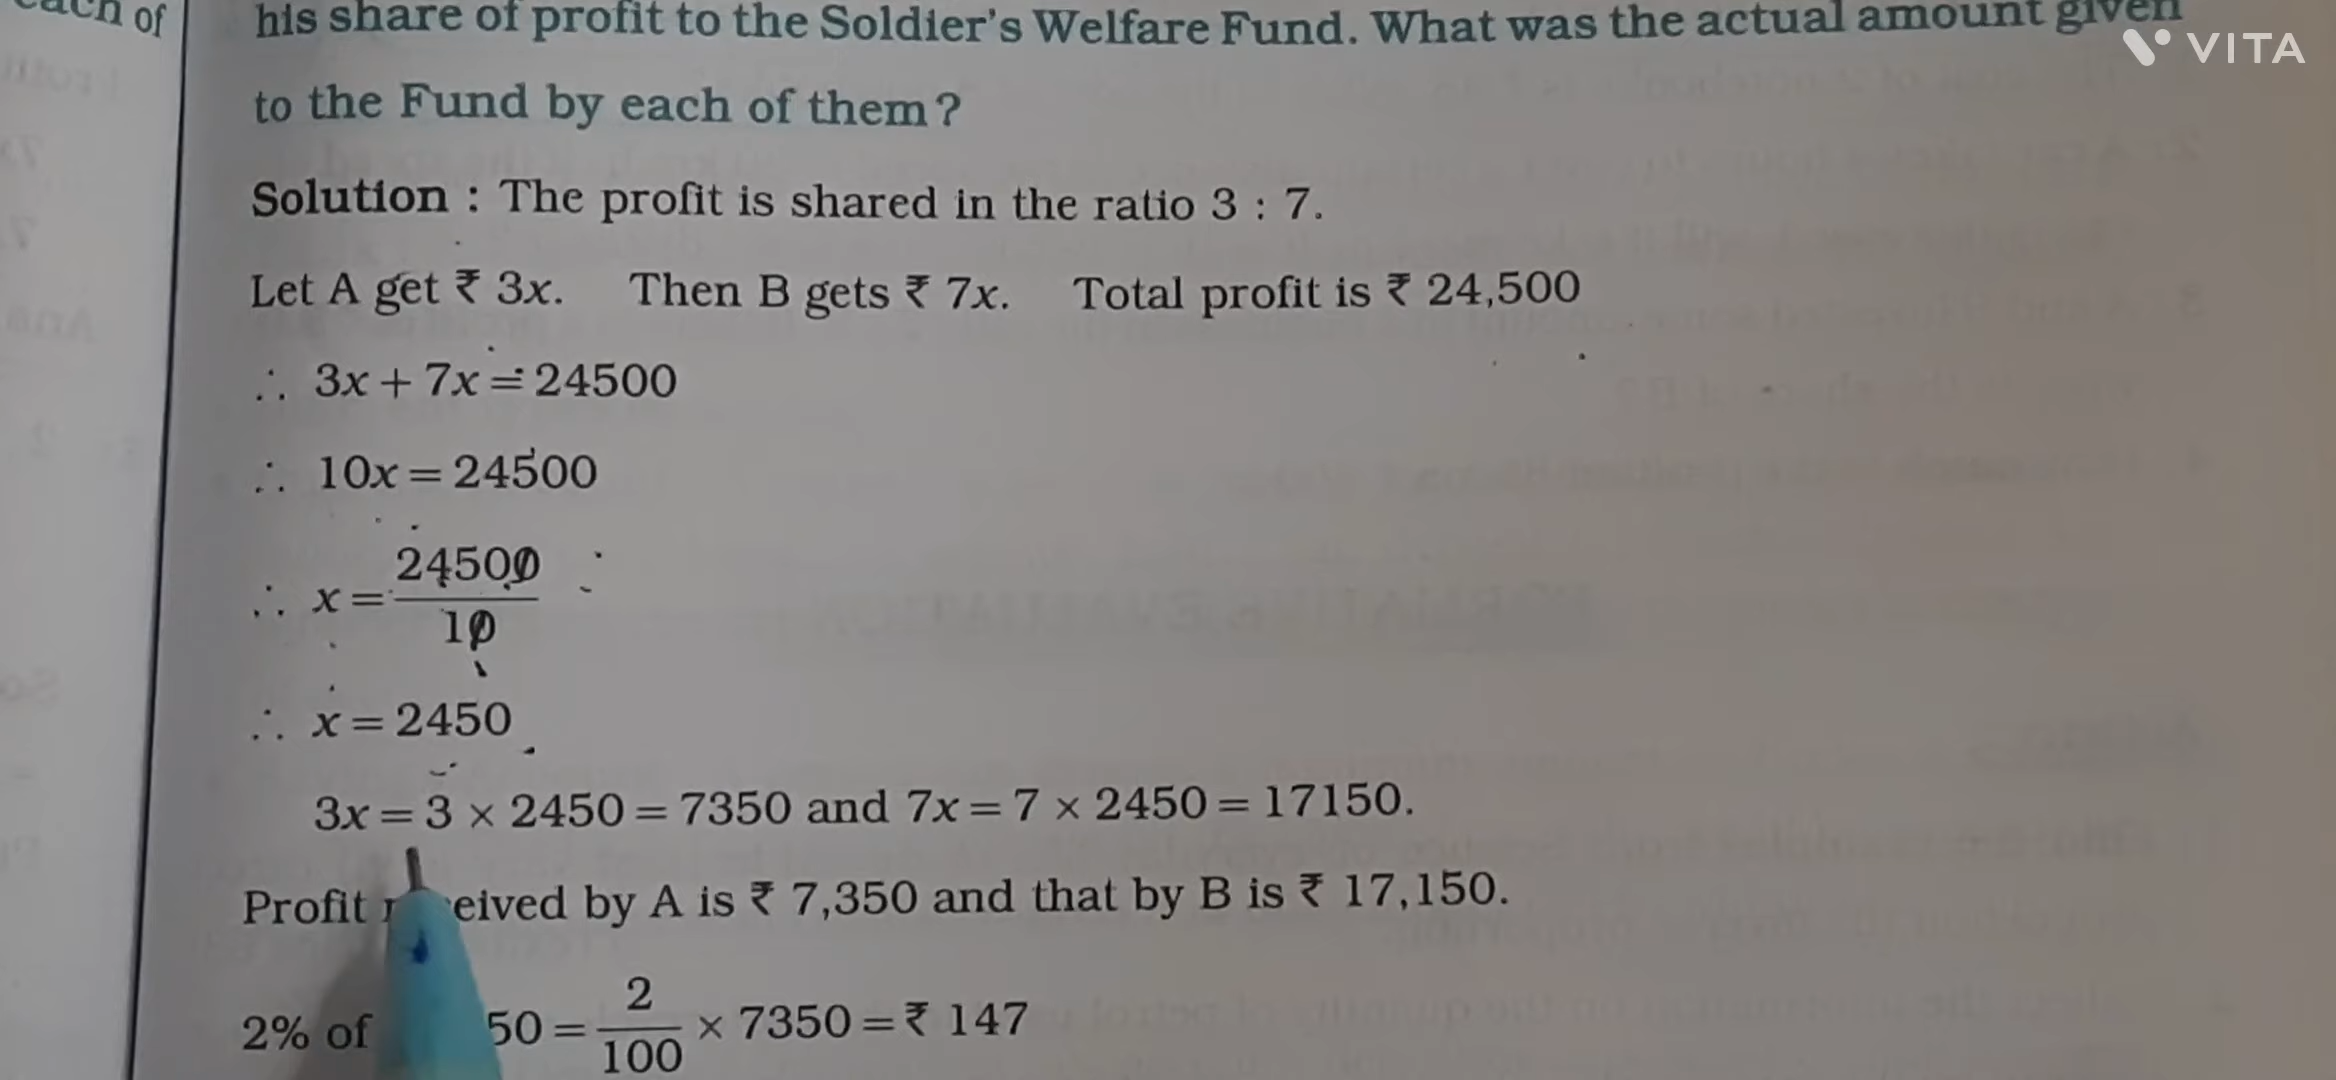 of
his share of profit to the Soldier's Welfare Fund. What was the actual amount given
VITA
to the Fund by each of them?
Solution : The profit is shared in the ratio 3 : 7.
Let A get ₹ 3x. Then B gets ₹ 7x. Total profit is ₹ 24,500
∴ 3x + 7x = 24500
∴ 10x = 24500
∴ x = 24500/10
∴ x = 2450
3x = 3 × 2450 = 7350 and 7x = 7 × 2450 = 17150.
Profit eived by A is ₹ 7,350 and that by B is ₹ 17,150.
2% of 50 = 2/100 × 7350 = ₹ 147